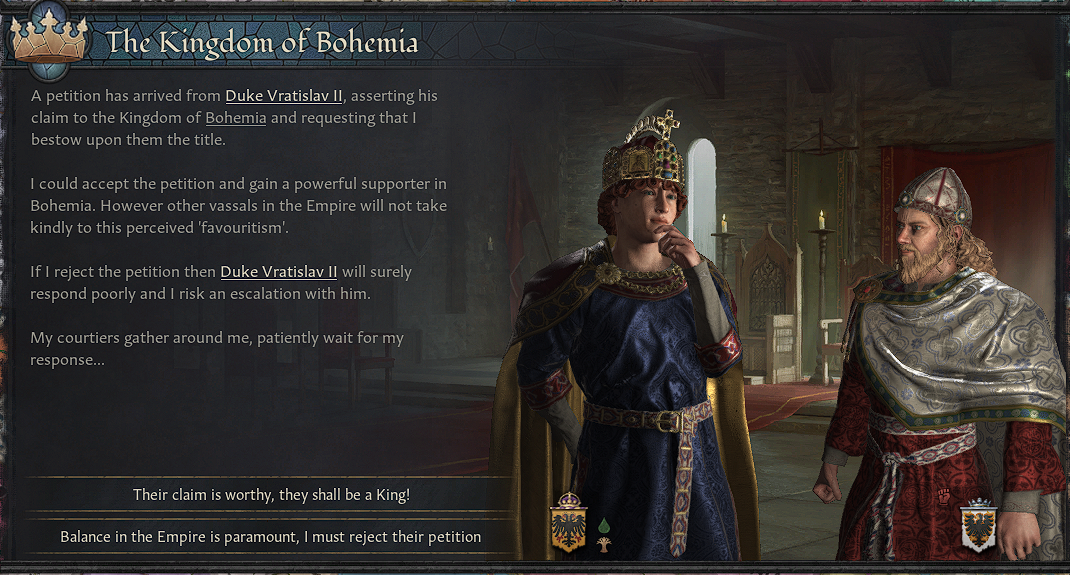 The Kingdom of Bohemia
A petition has arrived from Duke Vratislav II, asserting his
claim to the Kingdom of Bohemia and requesting that I
bestow upon them the title.
I could accept the petition and gain a powerful supporter in
Bohemia. However other vassals in the Empire will not take
kindly to this perceived 'favouritism'.
If I reject the petition then Duke Vratislav II will surely
respond poorly and I risk an escalation with him.
My courtiers gather around me, patiently wait for my
response...
Their claim is worthy, they shall be a King!
Balance in the Empire is paramount, I must reject their petition